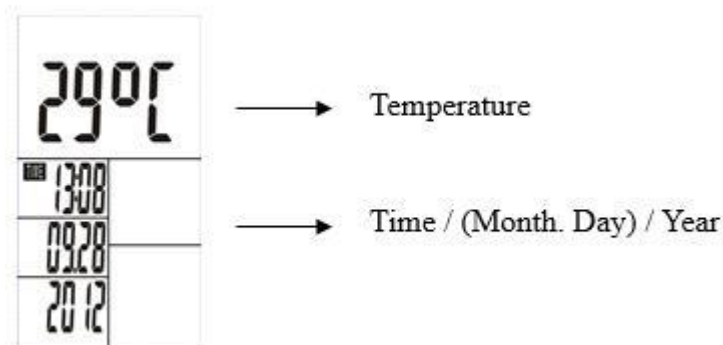 29°C
Temperature
TIME 13:08
Time / (Month. Day) / Year
09.28
2012